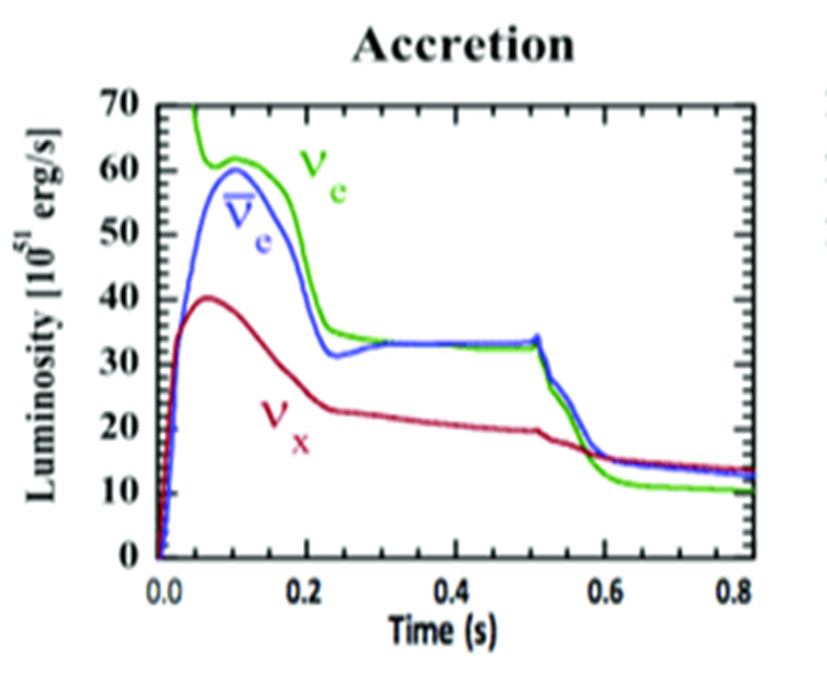 Accretion
Luminosity [10^51 erg/s]
70
60
50
40
30
20
10
0
ν_e
ν̅_e
ν_x
0.0 0.2 0.4 0.6 0.8
Time (s)